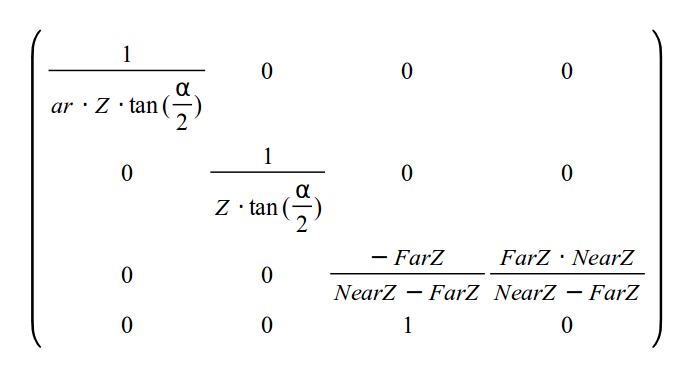 1/(ar · Z · tan(α/2)) 0 0 0
0 1/(Z · tan(α/2)) 0 0
0 0 −FarZ/(NearZ − FarZ) FarZ · NearZ/(NearZ − FarZ)
0 0 1 0